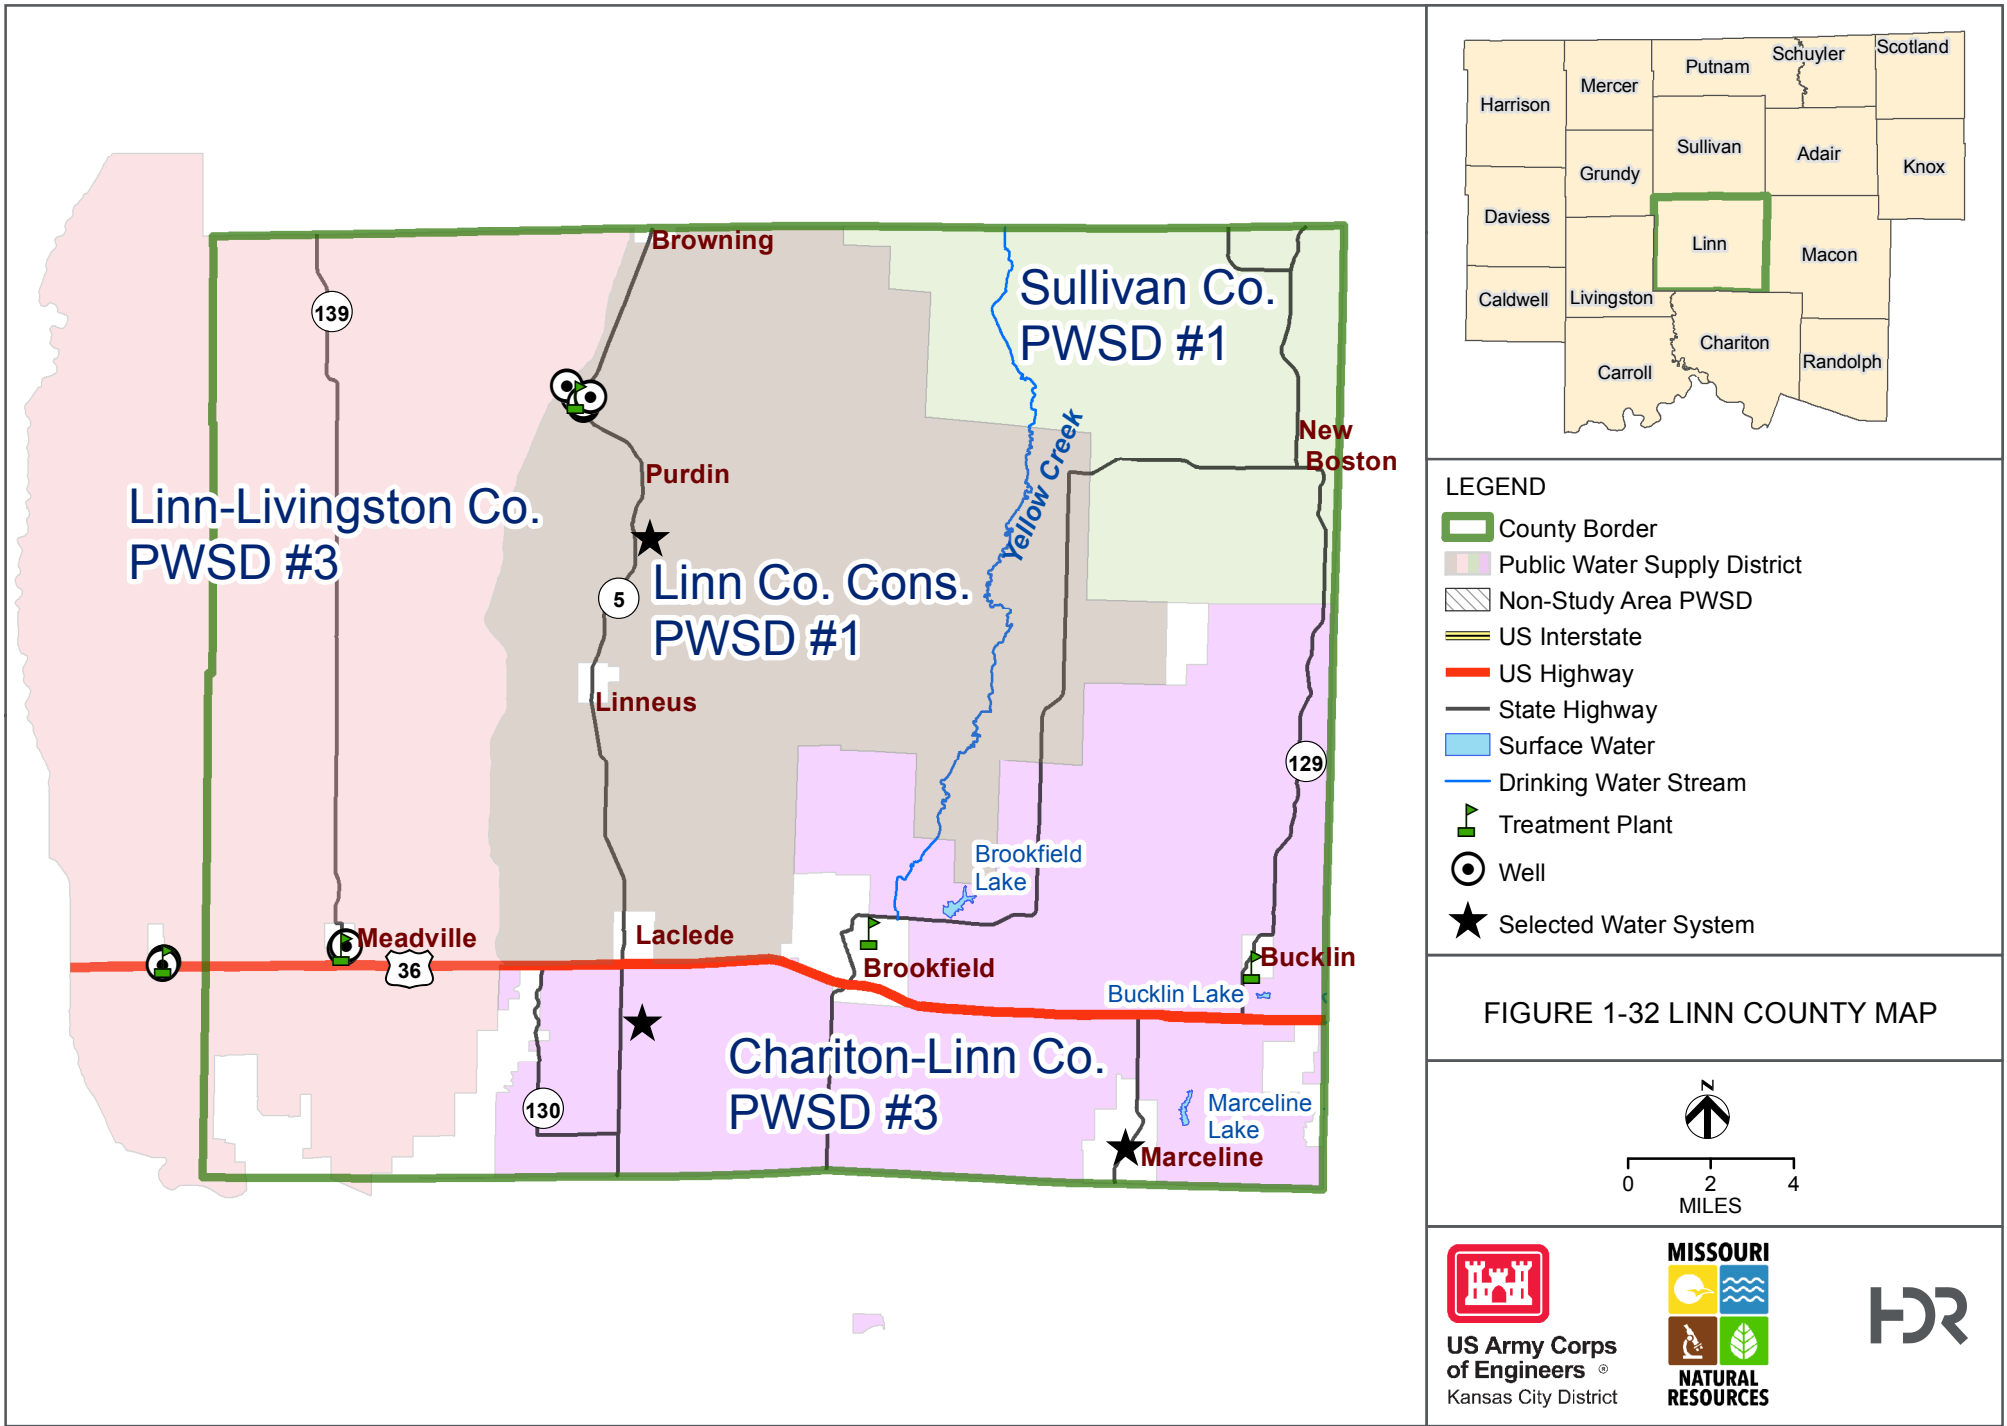 Browning
139
Sullivan Co.
PWSD #1
New
Boston
Yellow Creek
Purdin
Linn-Livingston Co.
PWSD #3
5
Linn Co. Cons.
PWSD #1
Linneus
129
Brookfield
Lake
Laclede
Meadville
36
Brookfield
Bucklin
Bucklin Lake
Chariton-Linn Co.
PWSD #3
130
Marceline
Lake
Marceline
Harrison
Mercer
Putnam
Schuyler
Scotland
Sullivan
Adair
Knox
Grundy
Daviess
Linn
Macon
Caldwell
Livingston
Chariton
Randolph
Carroll
LEGEND
County Border
Public Water Supply District
Non-Study Area PWSD
US Interstate
US Highway
State Highway
Surface Water
Drinking Water Stream
Treatment Plant
Well
Selected Water System
FIGURE 1-32 LINN COUNTY MAP
N
0 2 4
MILES
US Army Corps
of Engineers ®
Kansas City District
MISSOURI
NATURAL
RESOURCES
HDR